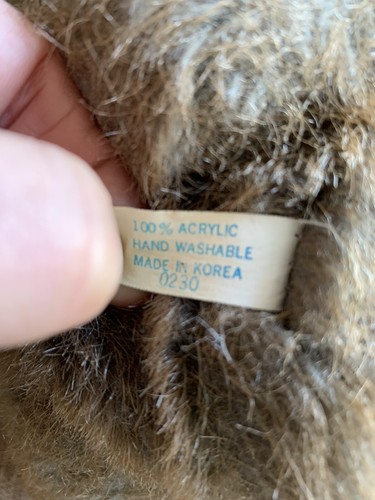 100% ACRYLIC
HAND WASHABLE
MADE IN KOREA
0230